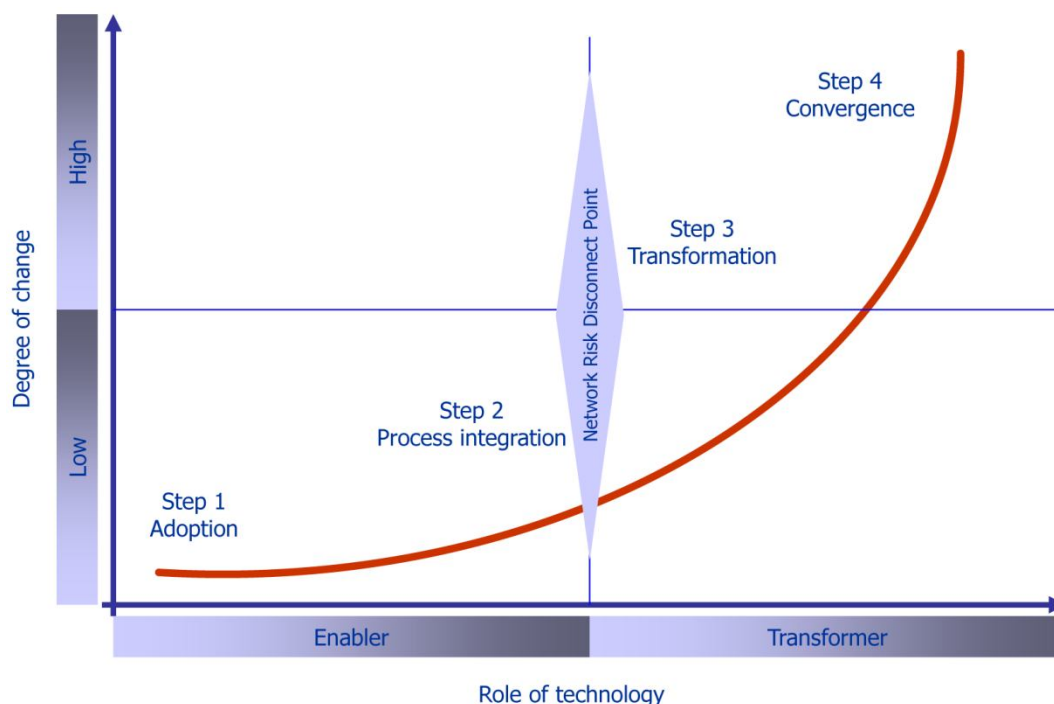 Step 4
Convergence
High
Step 3
Transformation
Network Risk Disconnect Point
Degree of change
Step 2
Process integration
Low
Step 1
Adoption
Enabler
Transformer
Role of technology